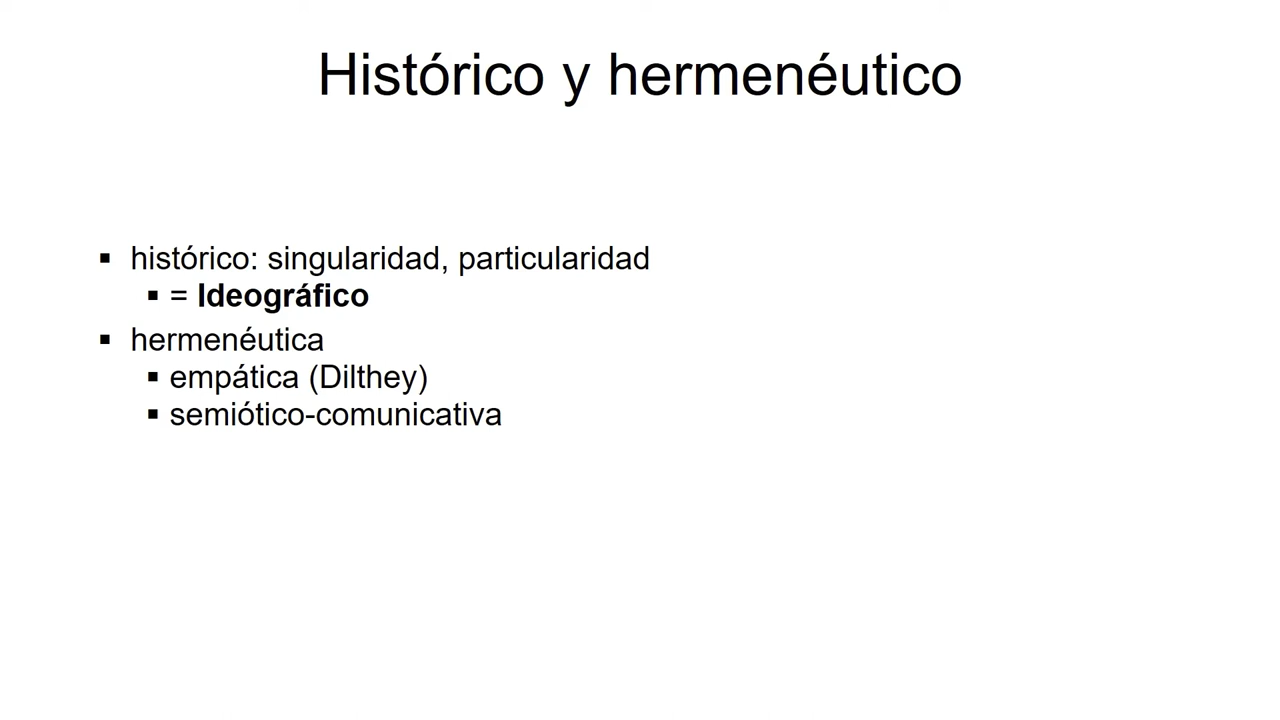 Histórico y hermenéutico
▪ histórico: singularidad, particularidad
▪ = Ideográfico
▪ hermenéutica
▪ empática (Dilthey)
▪ semiótico-comunicativa